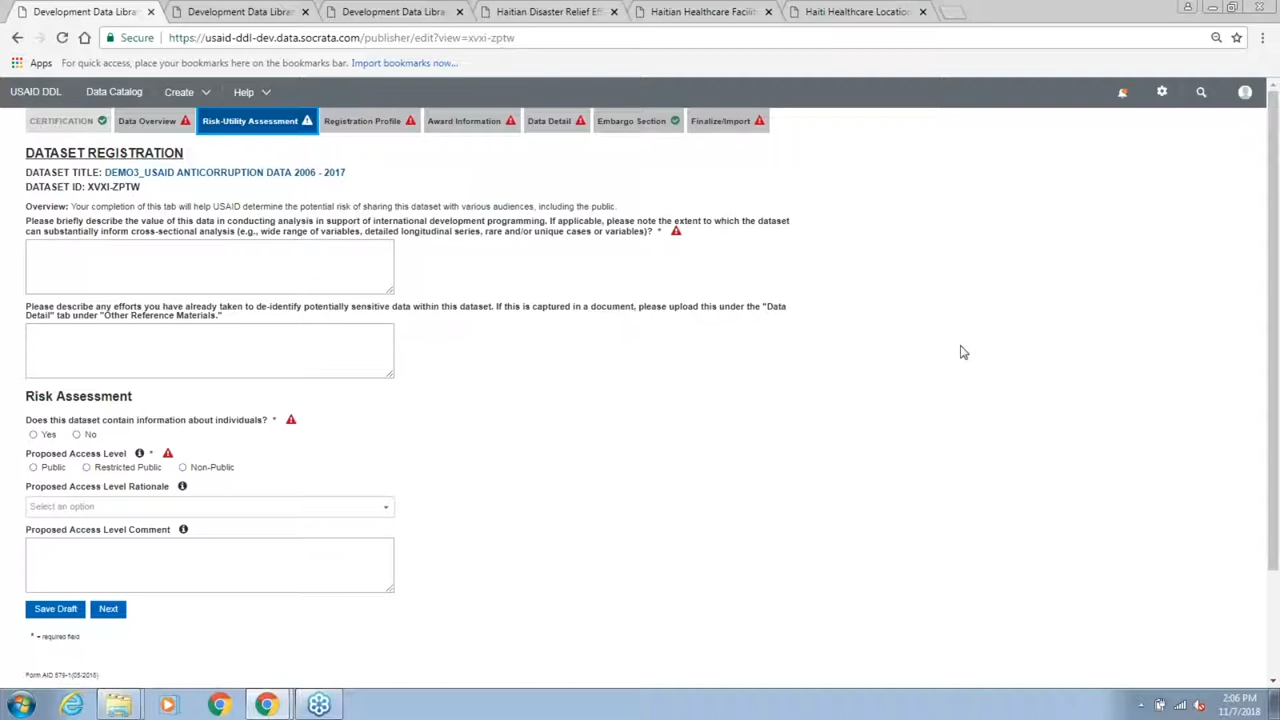 Development Data Libra
Development Data Libra
Development Data Libra
Haitian Disaster Relief Ef
Haitian Healthcare Facilit
Haiti Healthcare Location
Secure
https://usaid-ddl-dev.data.socrata.com/publisher/edit?view=xvxi-zptw
Apps
For quick access, place your bookmarks here on the bookmarks bar. Import bookmarks now...
USAID DDL
Data Catalog
Create
Help
CERTIFICATION
Data Overview
Risk-Utility Assessment
Registration Profile
Award Information
Data Detail
Embargo Section
Finalize/Import
DATASET REGISTRATION
DATASET TITLE: DEMO3_USAID ANTICORRUPTION DATA 2006 - 2017
DATASET ID: XVXI-ZPTW
Overview: Your completion of this tab will help USAID determine the potential risk of sharing this dataset with various audiences, including the public.
Please briefly describe the value of this data in conducting analysis in support of international development programming. If applicable, please note the extent to which the dataset
can substantially inform cross-sectional analysis (e.g., wide range of variables, detailed longitudinal series, rare and/or unique cases or variables)? *
Please describe any efforts you have already taken to de-identify potentially sensitive data within this dataset. If this is captured in a document, please upload this under the "Data
Detail" tab under "Other Reference Materials."
Risk Assessment
Does this dataset contain information about individuals? *
Yes No
Proposed Access Level *
Public Restricted Public Non-Public
Proposed Access Level Rationale
Select an option
Proposed Access Level Comment
Save Draft Next
* = required field
Form AID 579-1(05/2016)
2:06 PM
11/7/2018